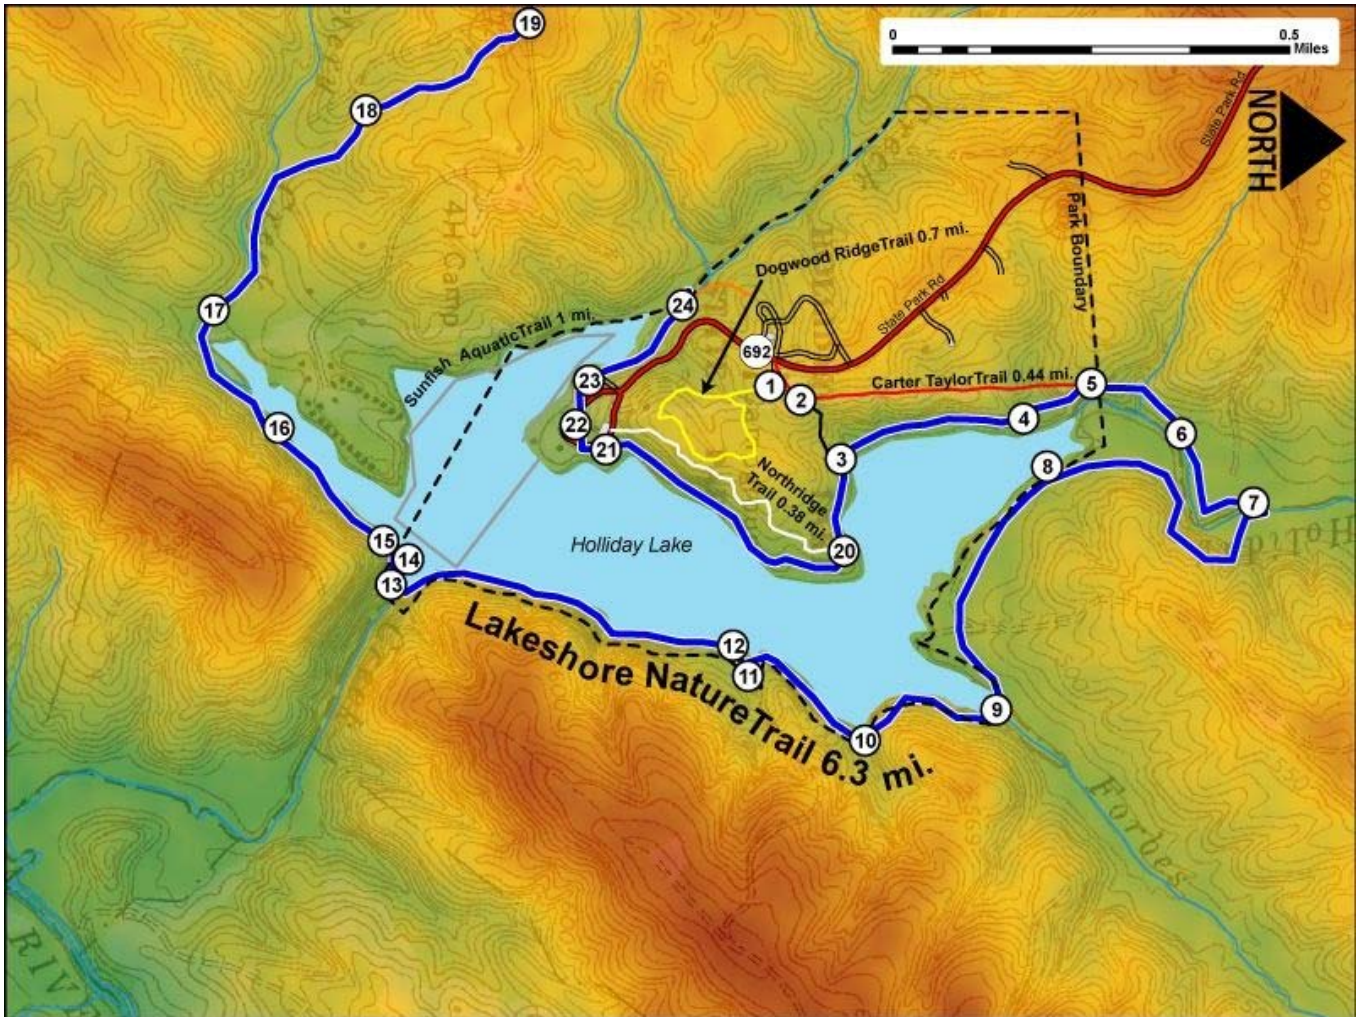 19
0
0.5
Miles
18
State Park Rd
NORTH
4H Camp
Park Boundary
Dogwood RidgeTrail 0.7 mi.
17
24
Sunfish AquaticTrail 1 mi.
State Park Rd
692
23
1
2
Carter TaylorTrail 0.44 mi.
5
4
6
16
22
21
3
8
7
Northridge
Trail 0.38 mi.
15
14
13
Holliday Lake
20
12
11
Lakeshore NatureTrail 6.3 mi.
9
10
Forbes